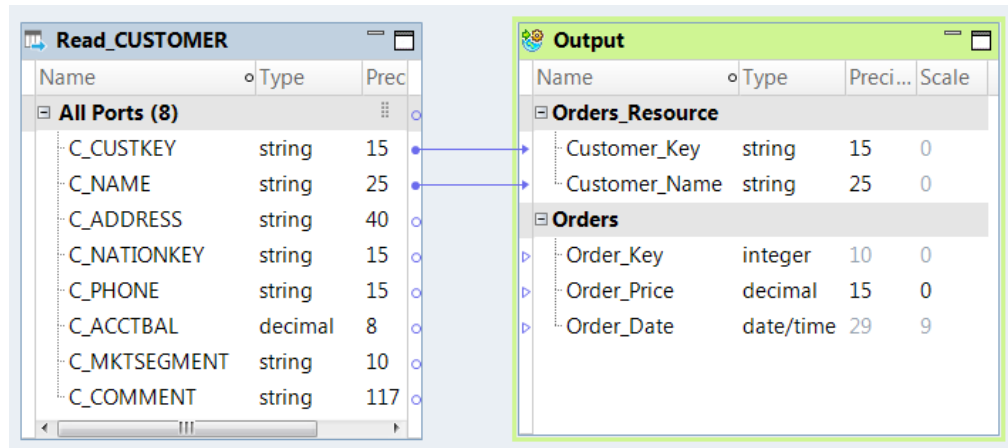 Read_CUSTOMER
Name Type Prec
All Ports (8)
C_CUSTKEY string 15
C_NAME string 25
C_ADDRESS string 40
C_NATIONKEY string 15
C_PHONE string 15
C_ACCTBAL decimal 8
C_MKTSEGMENT string 10
C_COMMENT string 117
Output
Name Type Preci... Scale
Orders_Resource
Customer_Key string 15 0
Customer_Name string 25 0
Orders
Order_Key integer 10 0
Order_Price decimal 15 0
Order_Date date/time 29 9